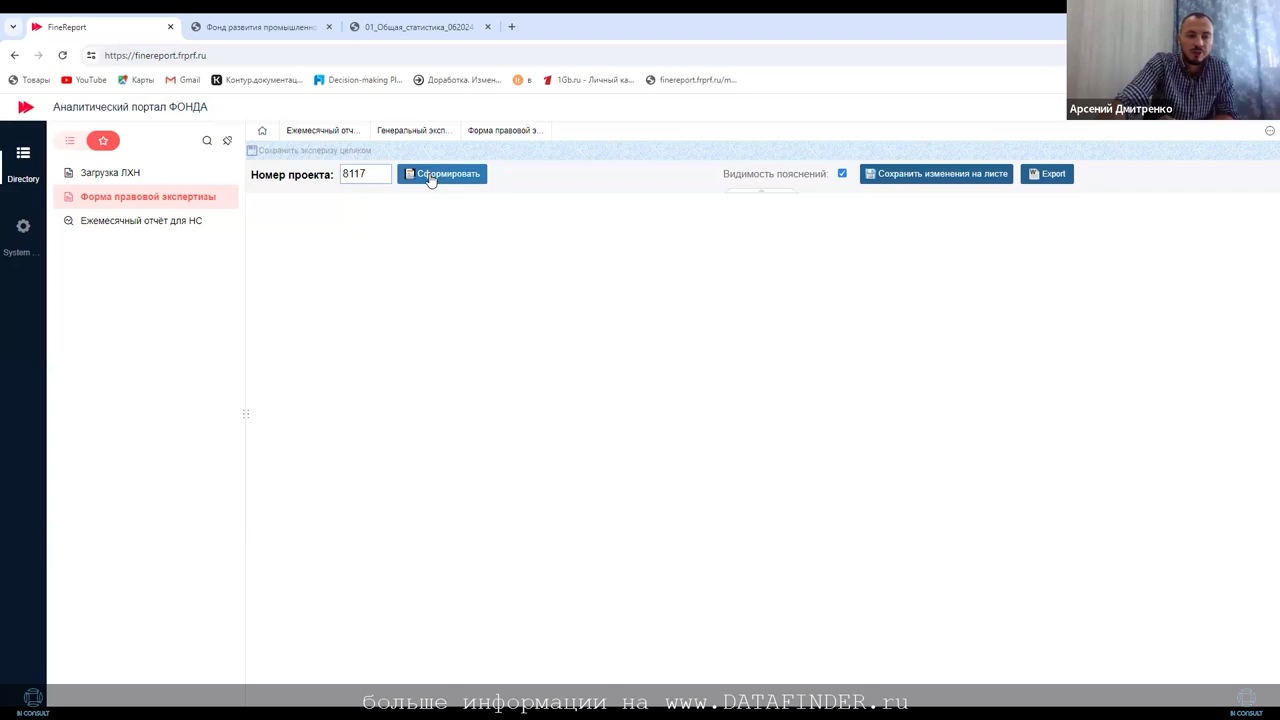 FineReport
Фонд развития промышленно
01_Общая_статистика_062024
https://finereport.frprf.ru
Товары
YouTube
Карты
Gmail
Контур.документац...
Decision-making Pl...
Доработка. Измен...
в
1Gb.ru - Личный ка...
finereport.frprf.ru/m...
Арсений Дмитренко
Аналитический портал ФОНДА
Ежемесячный отч...
Генеральный эксп...
Форма правовой э...
Сохранить экспертизу целиком
Directory
Загрузка ЛХН
Номер проекта:
8117
Сформировать
Видимость пояснений:
Сохранить изменения на листе
Export
Форма правовой экспертизы
Ежемесячный отчёт для НС
System ...
больше информации на www.DATAFINDER.ru
BI CONSULT
BI CONSULT